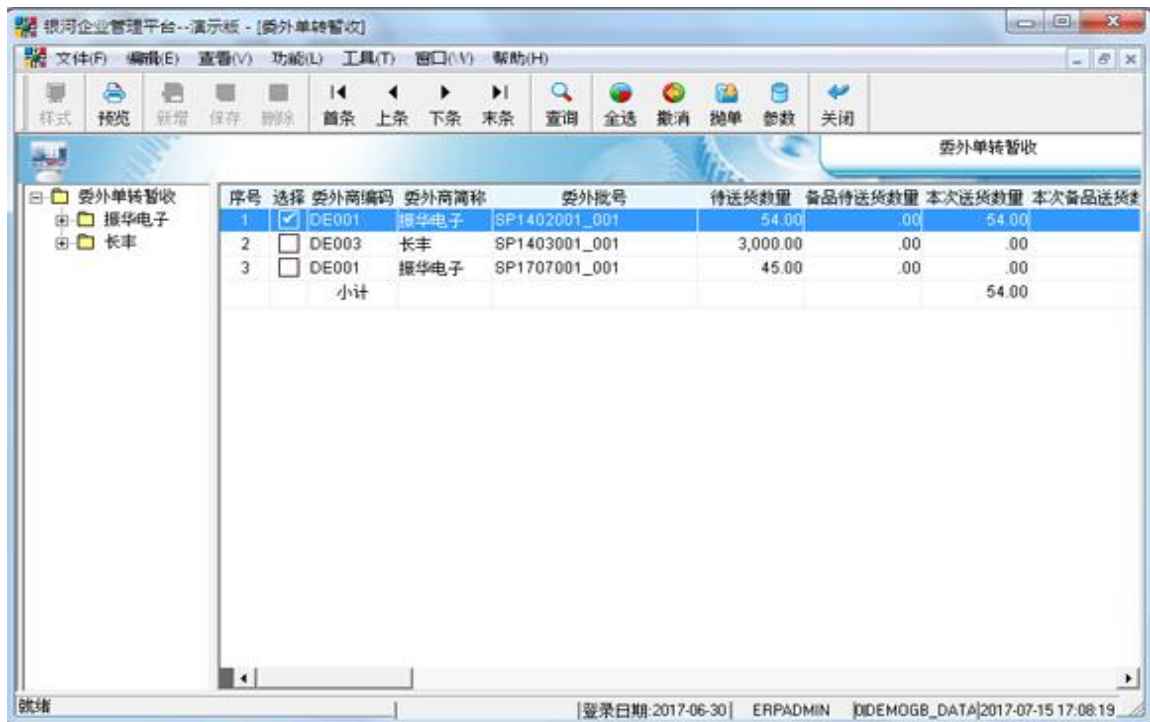 银河企业管理平台--演示版 - [委外单转暂收]
文件(F) 编辑(E) 查看(V) 功能(L) 工具(T) 窗口(W) 帮助(H)
样式 预览 新增 保存 删除 首条 上条 下条 末条 查询 全选 撤消 抛单 参数 关闭
委外单转暂收
委外单转暂收
振华电子
长丰
序号 选择 委外商编码 委外商简称 委外批号 待送货数量 备品待送货数量 本次送货数量 本次备品送货数
1 DE001 振华电子 SP1402001_001 54.00 .00 54.00
2 DE003 长丰 SP1403001_001 3,000.00 .00 .00
3 DE001 振华电子 SP1707001_001 45.00 .00 .00
小计 54.00
就绪 登录日期:2017-06-30 ERPADMIN 0DEMOGB_DATA 2017-07-15 17:08:19